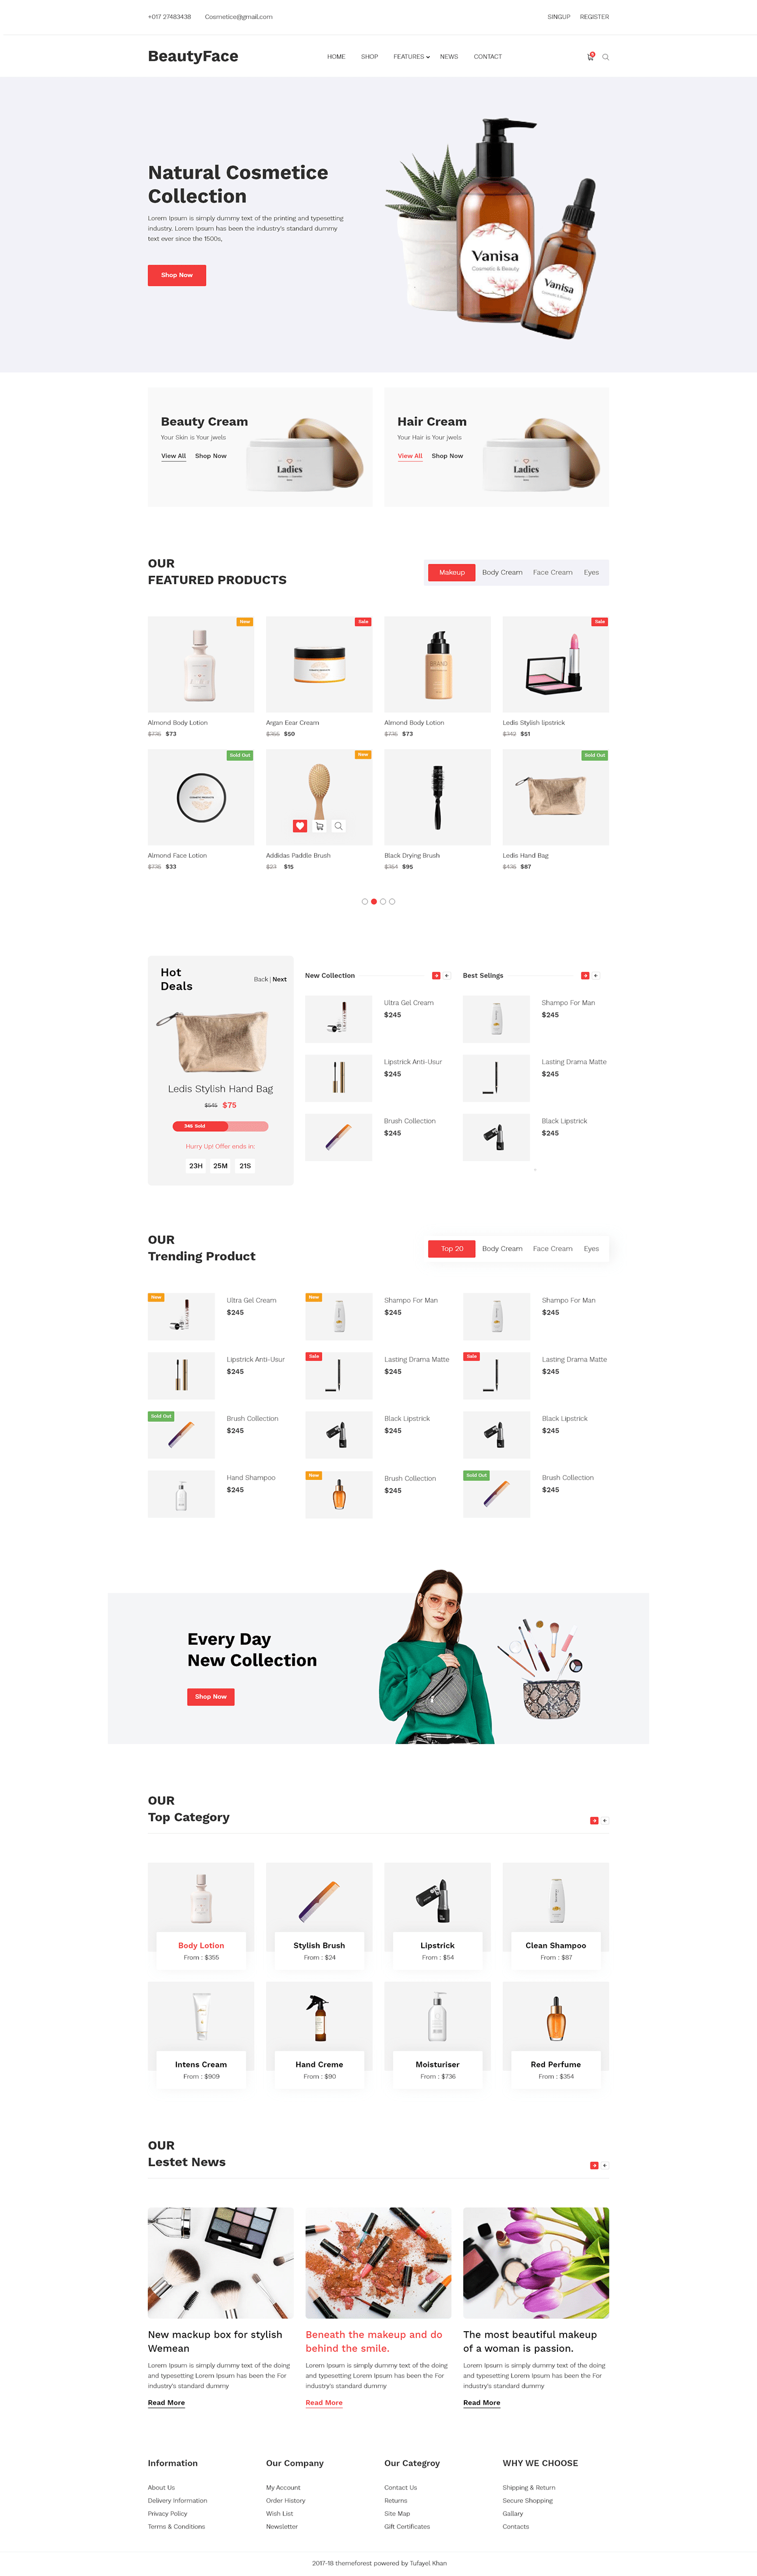 +017 27483438 Cosmetice@gmail.com SINGUP REGISTER
BeautyFace HOME SHOP FEATURES NEWS CONTACT
Natural Cosmetice
Collection
Lorem Ipsum is simply dummy text of the printing and typesetting
industry. Lorem Ipsum has been the industry's standard dummy
text ever since the 1500s,
Shop Now
Vanisa
Cosmetic & Beauty
Vanisa
Cosmetic & Beauty
Beauty Cream
Your Skin is Your jwels
View All Shop Now
Ladies
Hair Cream
Your Hair is Your jwels
View All Shop Now
Ladies
OUR
FEATURED PRODUCTS
Makeup Body Cream Face Cream Eyes
New Sale Sale
BRAND
Almond Body Lotion Argan Eear Cream Almond Body Lotion Ledis Stylish lipstrick
$736 $73 $366 $50 $736 $73 $342 $51
Sold Out New Sold Out
Almond Face Lotion Addidas Paddle Brush Black Drying Brush Ledis Hand Bag
$736 $33 $23 $15 $354 $95 $436 $87
Hot
Deals
Back | Next
Ledis Stylish Hand Bag
$545 $75
346 Sold
Hurry Up! Offer ends in:
23H 25M 21S
New Collection
Ultra Gel Cream
$245
Lipstrick Anti-Usur
$245
Brush Collection
$245
Best Selings
Shampo For Man
$245
Lasting Drama Matte
$245
Black Lipstrick
$245
OUR
Trending Product
Top 20 Body Cream Face Cream Eyes
New Ultra Gel Cream New Shampo For Man Shampo For Man
$245 $245 $245
Lipstrick Anti-Usur Sale Lasting Drama Matte Sale Lasting Drama Matte
$245 $245 $245
Sold Out Brush Collection Black Lipstrick Black Lipstrick
$245 $245 $245
Hand Shampoo New Brush Collection Sold Out Brush Collection
$245 $245 $245
Every Day
New Collection
Shop Now
OUR
Top Category
Body Lotion Stylish Brush Lipstrick Clean Shampoo
From : $355 From : $24 From : $54 From : $87
Intens Cream Hand Creme Moisturiser Red Perfume
From : $909 From : $90 From : $736 From : $354
OUR
Lestet News
New mackup box for stylish
Wemean
Lorem Ipsum is simply dummy text of the doing
and typesetting Lorem Ipsum has been the For
industry's standard dummy
Read More
Beneath the makeup and do
behind the smile.
Lorem Ipsum is simply dummy text of the doing
and typesetting Lorem Ipsum has been the For
industry's standard dummy
Read More
The most beautiful makeup
of a woman is passion.
Lorem Ipsum is simply dummy text of the doing
and typesetting Lorem Ipsum has been the For
industry's standard dummy
Read More
Information Our Company Our Categroy WHY WE CHOOSE
About Us My Account Contact Us Shipping & Return
Delivery Information Order History Returns Secure Shopping
Privacy Policy Wish List Site Map Gallary
Terms & Conditions Newsletter Gift Certificates Contacts
2017-18 themeforest powered by Tufayel Khan